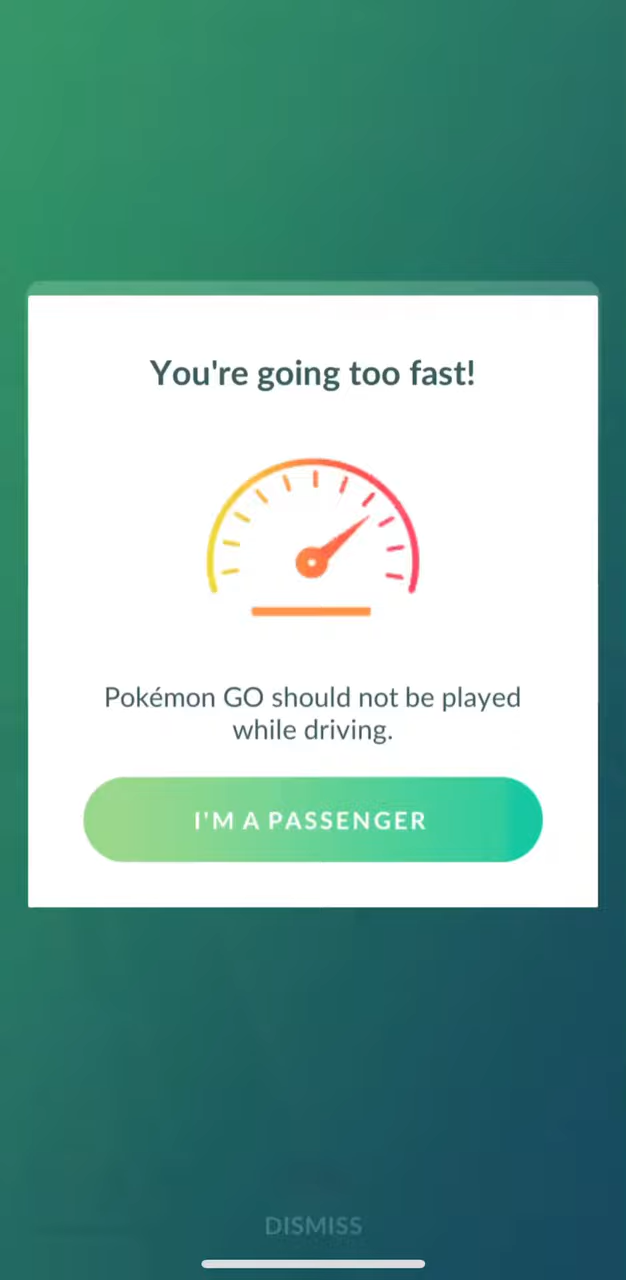 You're going too fast!
Pokémon GO should not be played
while driving.
I'M A PASSENGER
DISMISS